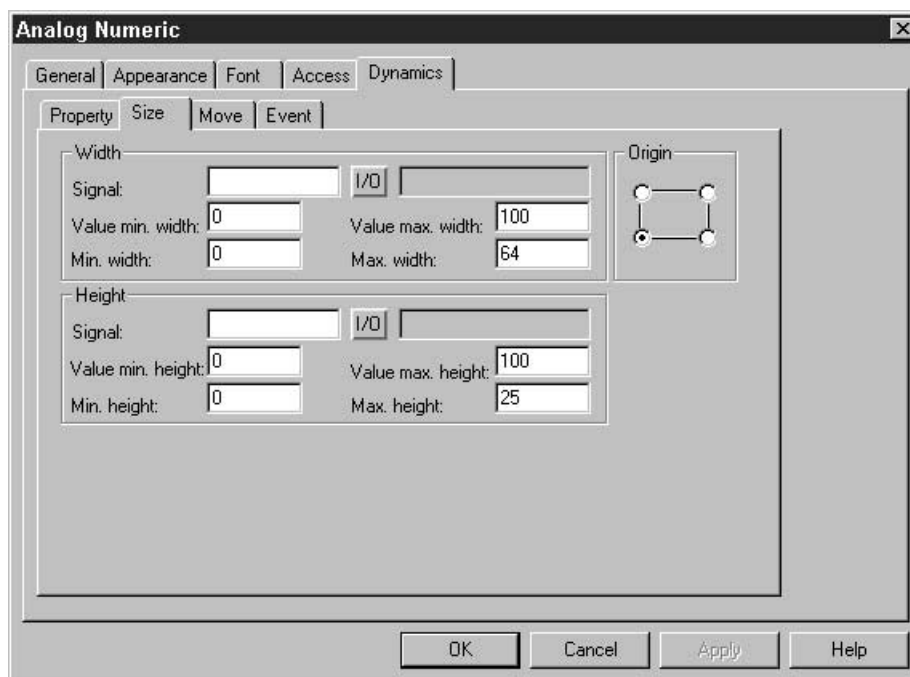 Analog Numeric
General Appearance Font Access Dynamics
Property Size Move Event
Width
Origin
Signal: I/O
Value min. width: 0 Value max. width: 100
Min. width: 0 Max. width: 64
Height
Signal: I/O
Value min. height: 0 Value max. height: 100
Min. height: 0 Max. height: 25
OK Cancel Apply Help